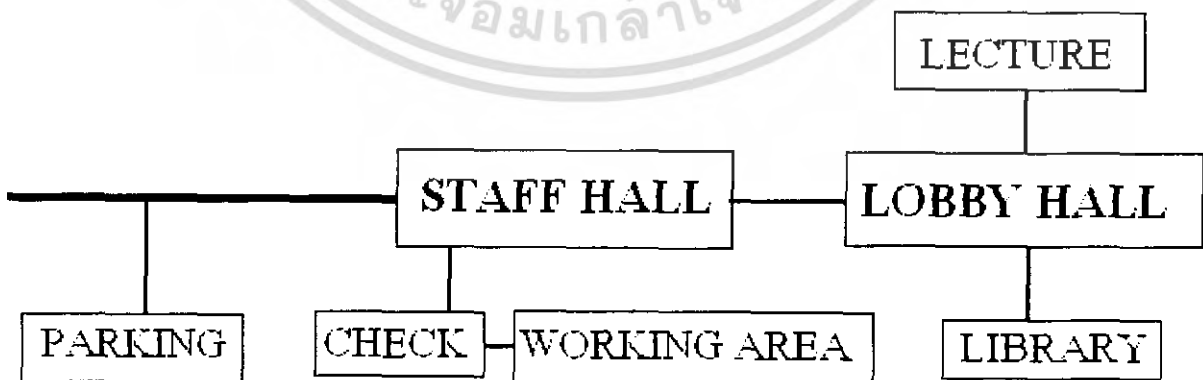 LECTURE
STAFF HALL
LOBBY HALL
PARKING
CHECK
WORKING AREA
LIBRARY